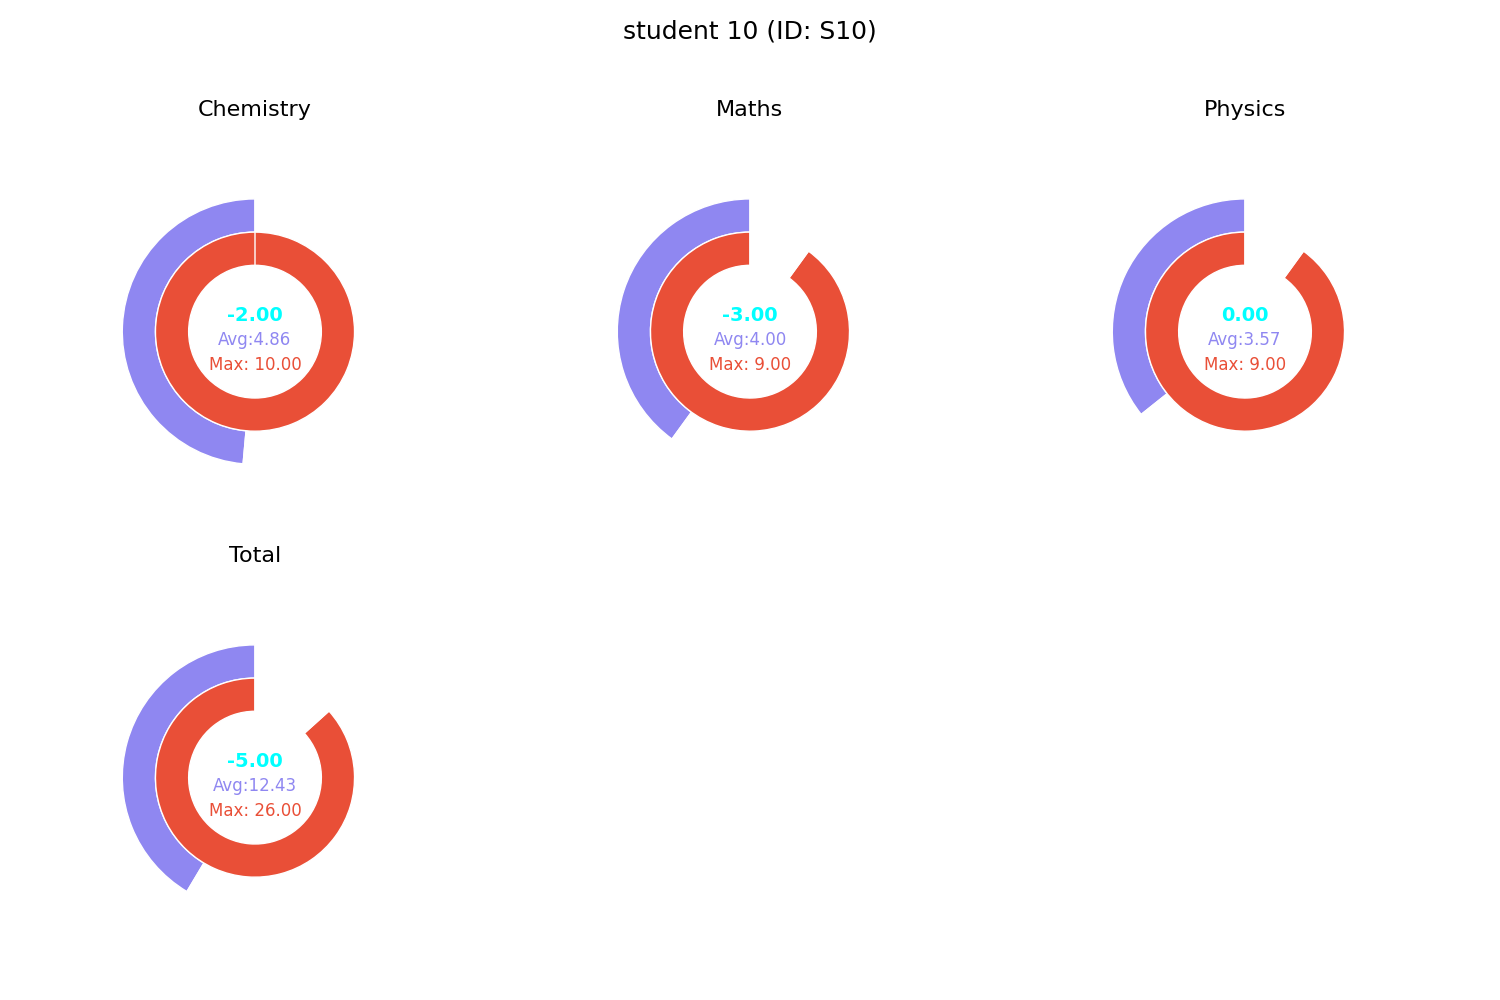 student 10 (ID: S10)
Chemistry
-2.00
Avg:4.86
Max: 10.00
Maths
-3.00
Avg:4.00
Max: 9.00
Physics
0.00
Avg:3.57
Max: 9.00
Total
-5.00
Avg:12.43
Max: 26.00